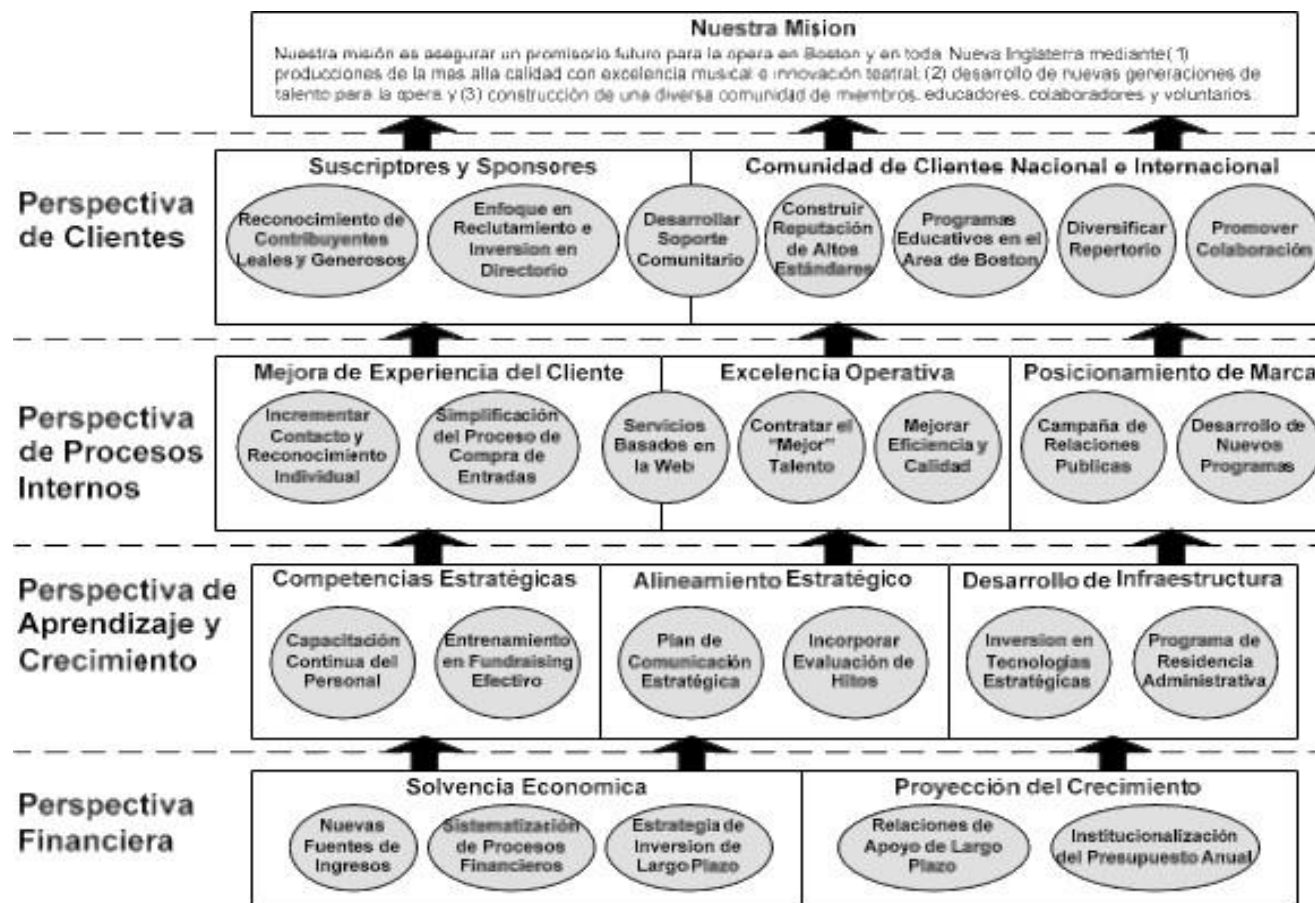 Nuestra Mision
Nuestra misión es asegurar un promisorio futuro para la opera en Boston y en toda Nueva Inglaterra mediante( 1)
producciones de la mas alta calidad con excelencia musical e innovación teatral; (2) desarrollo de nuevas generaciones de
talento para la opera y (3) construcción de una diversa comunidad de miembros, educadores, colaboradores y voluntarios.
Perspectiva
de Clientes
Suscriptores y Sponsores
Reconocimiento de
Contribuyentes
Leales y Generosos
Enfoque en
Reclutamiento e
Inversion en
Directorio
Desarrollar
Soporte
Comunitario
Comunidad de Clientes Nacional e Internacional
Construir
Reputación
de Altos
Estándares
Programas
Educativos en el
Area de Boston
Diversificar
Repertorio
Promover
Colaboración
Perspectiva
de Procesos
Internos
Mejora de Experiencia del Cliente
Incrementar
Contacto y
Reconocimiento
Individual
Simplificación
del Proceso de
Compra de
Entradas
Servicios
Basados en
la Web
Excelencia Operativa
Contratar el
"Mejor"
Talento
Mejorar
Eficiencia y
Calidad
Posicionamiento de Marca
Campaña de
Relaciones
Publicas
Desarrollo de
Nuevos
Programas
Perspectiva de
Aprendizaje y
Crecimiento
Competencias Estratégicas
Capacitación
Continua del
Personal
Entrenamiento
en Fundraising
Efectivo
Alineamiento Estratégico
Plan de
Comunicación
Estratégica
Incorporar
Evaluación de
Hitos
Desarrollo de Infraestructura
Inversion en
Tecnologías
Estratégicas
Programa de
Residencia
Administrativa
Perspectiva
Financiera
Solvencia Economica
Nuevas
Fuentes de
Ingresos
Sistematización
de Procesos
Financieros
Estrategia de
Inversion de
Largo Plazo
Proyección del Crecimiento
Relaciones de
Apoyo de Largo
Plazo
Institucionalización
del Presupuesto Anual